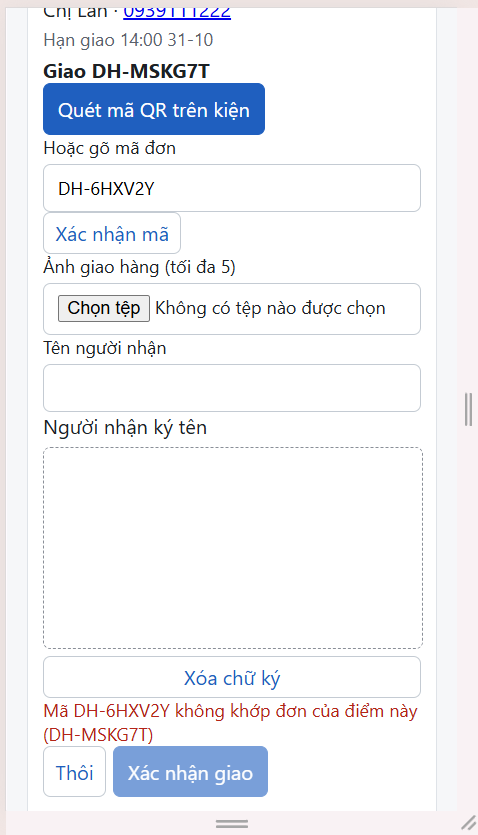 Chị Lan · 0939111222
Hạn giao 14:00 31-10
Giao DH-MSKG7T
Quét mã QR trên kiện
Hoặc gõ mã đơn
DH-6HXV2Y
Xác nhận mã
Ảnh giao hàng (tối đa 5)
Chọn tệp Không có tệp nào được chọn
Tên người nhận
Người nhận ký tên
Xóa chữ ký
Mã DH-6HXV2Y không khớp đơn của điểm này
(DH-MSKG7T)
Thôi Xác nhận giao